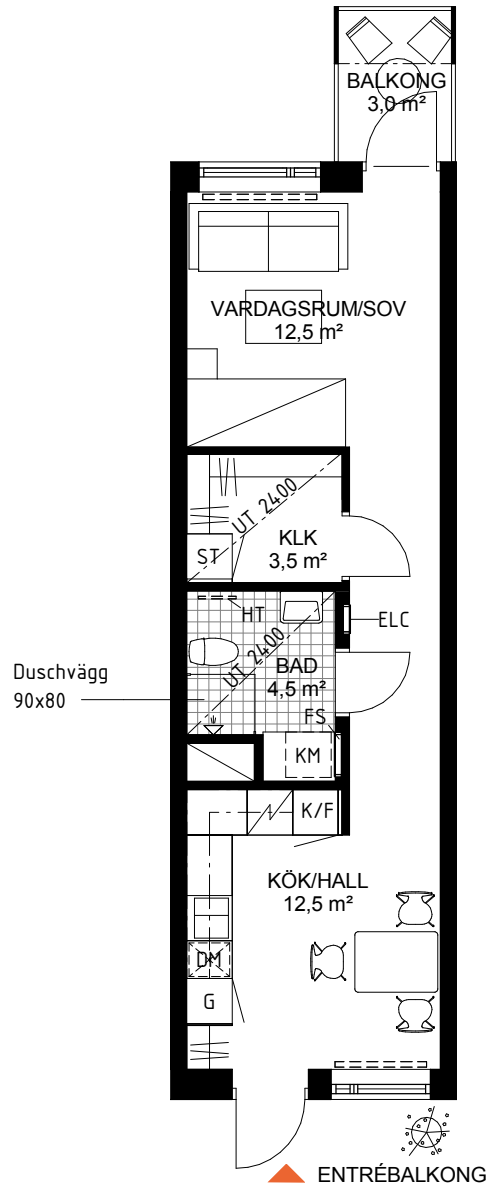 BALKONG
3,0 m²
VARDAGSRUM/SOV
12,5 m²
UT 2400
ST
KLK
3,5 m²
HT
ELC
UT 2400
BAD
4,5 m²
Duschvägg
90x80
FS
KM
K/F
KÖK/HALL
12,5 m²
DM
G
ENTRÉBALKONG